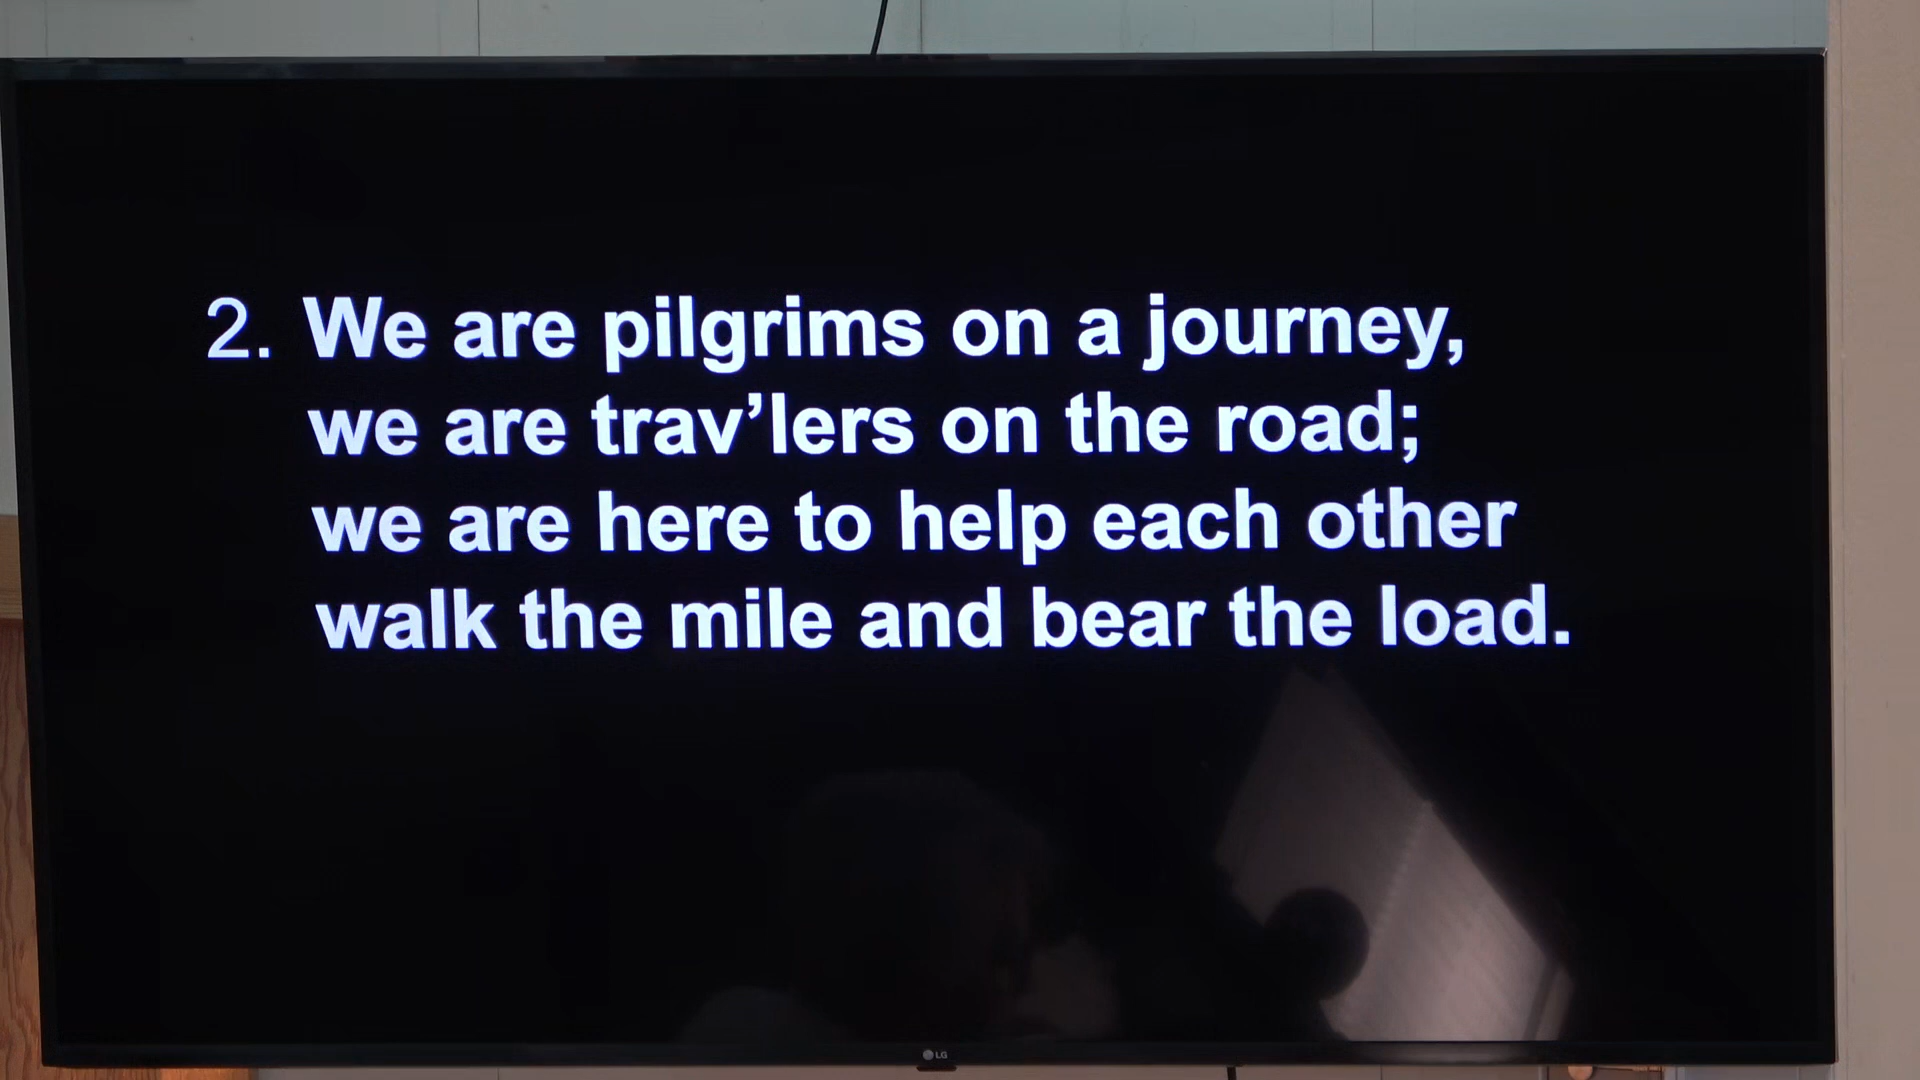 2. We are pilgrims on a journey,
we are trav’lers on the road;
we are here to help each other
walk the mile and bear the load.
LG